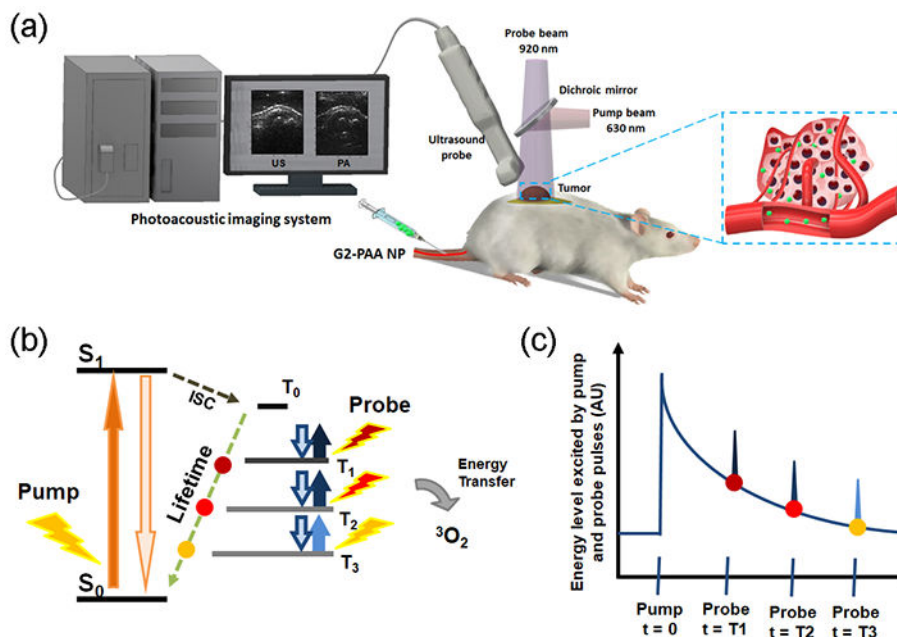 (a)
Probe beam
920 nm
Dichroic mirror
Pump beam
630 nm
Ultrasound
probe
US
PA
Tumor
Photoacoustic imaging system
G2-PAA NP
(b)
S1
T0
ISC
Probe
Lifetime
T1
Pump
Energy
Transfer
T2
³O₂
T3
S0
(c)
Energy level excited by pump
and probe pulses (AU)
Pump
t = 0
Probe
t = T1
Probe
t = T2
Probe
t = T3